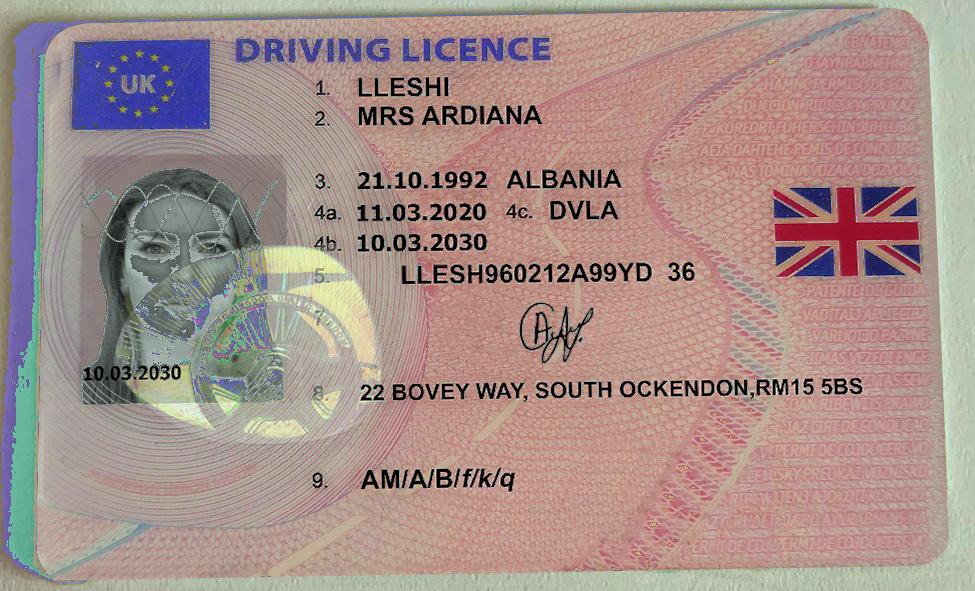 UK
DRIVING LICENCE
1. LLESHI
2. MRS ARDIANA
3. 21.10.1992 ALBANIA
4a. 11.03.2020 4c. DVLA
4b. 10.03.2030
5. LLESH960212A99YD 36
10.03.2030
8. 22 BOVEY WAY, SOUTH OCKENDON,RM15 5BS
9. AM/A/B/f/k/q